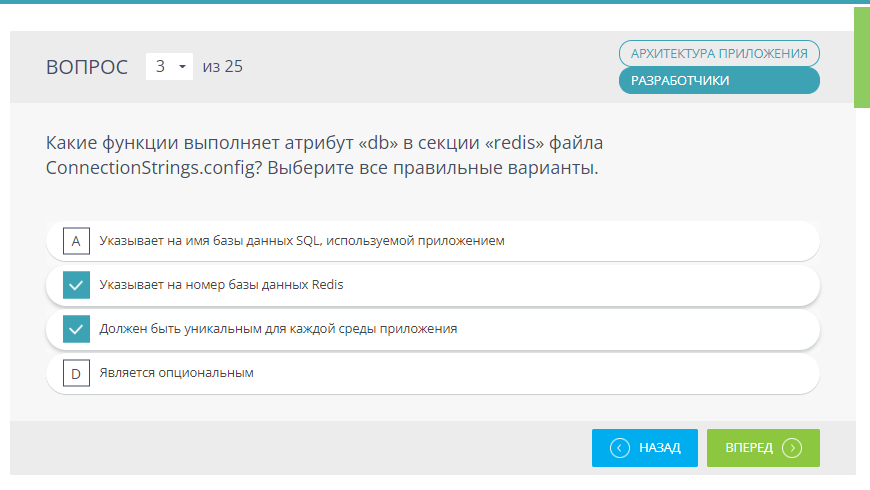 ВОПРОС 3 из 25
АРХИТЕКТУРА ПРИЛОЖЕНИЯ
РАЗРАБОТЧИКИ
Какие функции выполняет атрибут «db» в секции «redis» файла
ConnectionStrings.config? Выберите все правильные варианты.
A Указывает на имя базы данных SQL, используемой приложением
Указывает на номер базы данных Redis
Должен быть уникальным для каждой среды приложения
D Является опциональным
НАЗАД
ВПЕРЕД